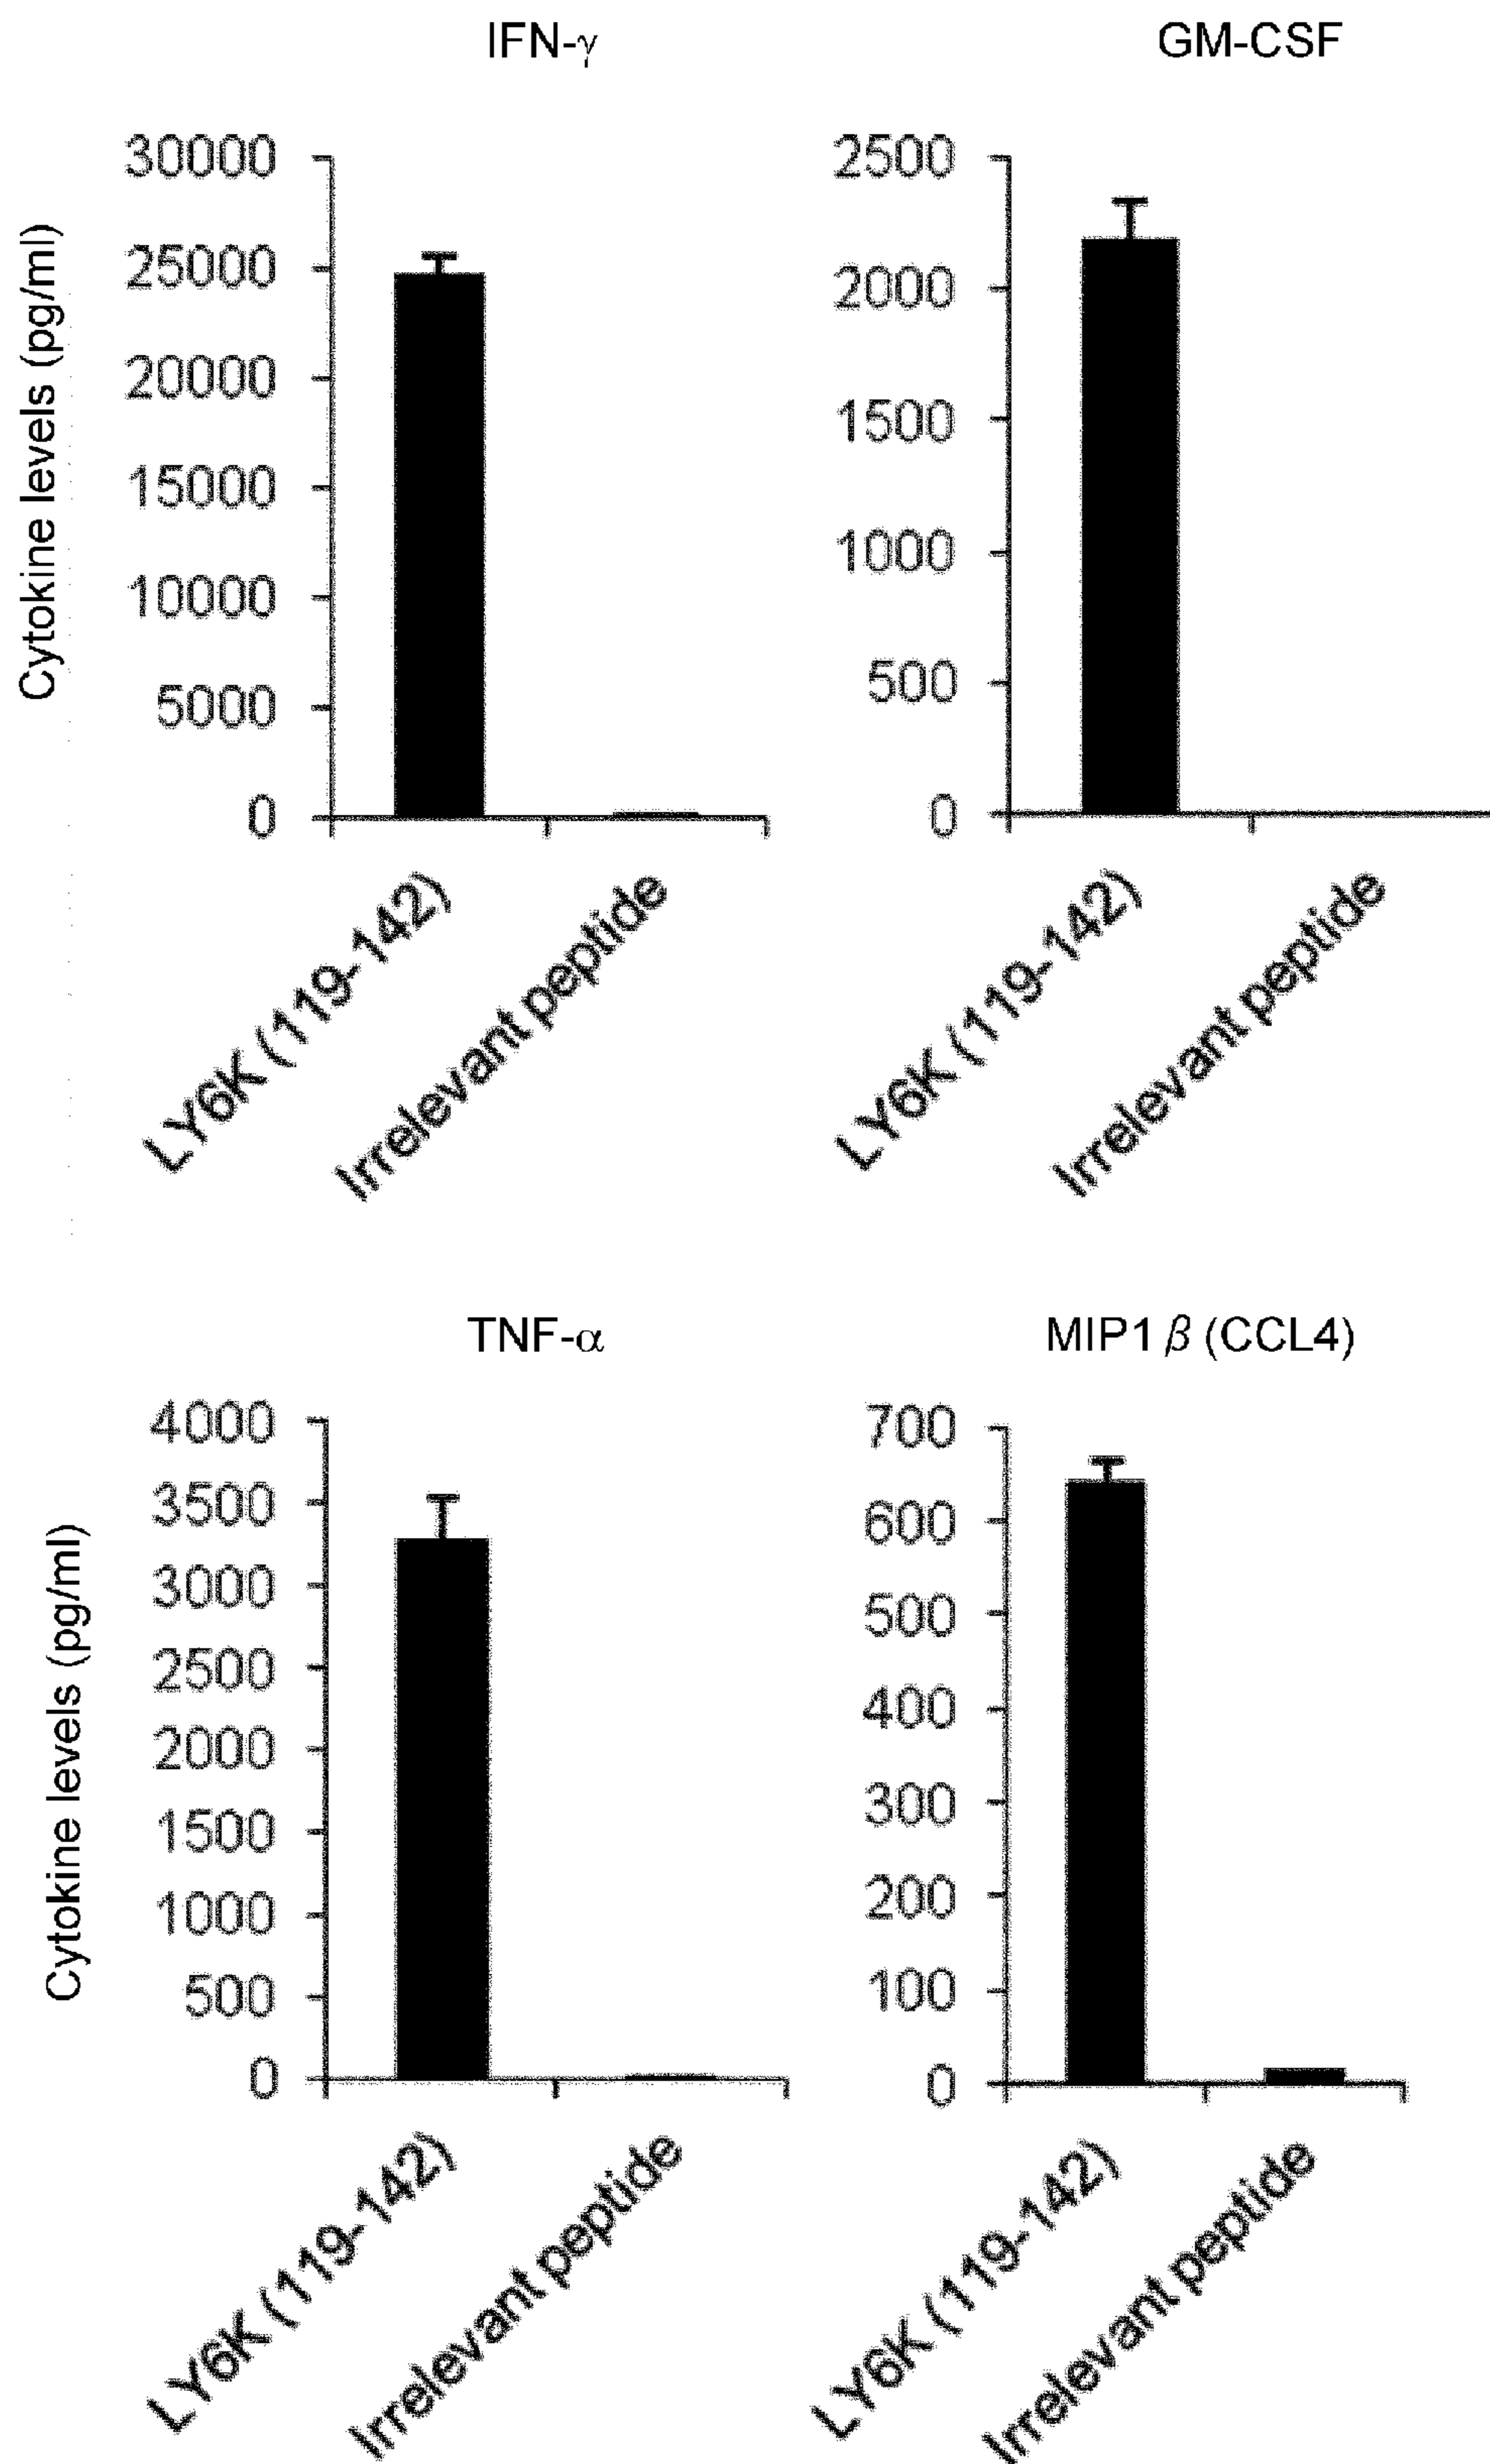 IFN-γ
Cytokine levels (pg/ml)
30000
25000
20000
15000
10000
5000
0
LY6K (119-142)
Irrelevant peptide
GM-CSF
2500
2000
1500
1000
500
0
LY6K (119-142)
Irrelevant peptide
TNF-α
Cytokine levels (pg/ml)
4000
3500
3000
2500
2000
1500
1000
500
0
LY6K (119-142)
Irrelevant peptide
MIP1 β (CCL4)
700
600
500
400
300
200
100
0
LY6K (119-142)
Irrelevant peptide